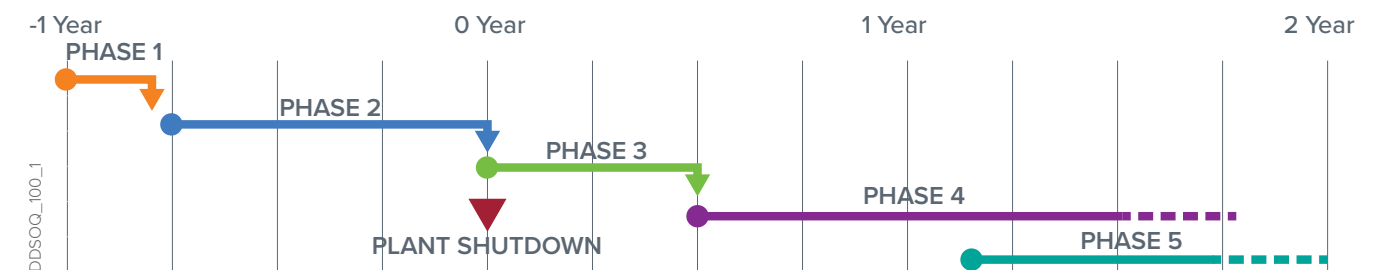 -1 Year 0 Year 1 Year 2 Year
PHASE 1
PHASE 2
PHASE 3
PHASE 4
PLANT SHUTDOWN
PHASE 5
DDSOQ_100_1